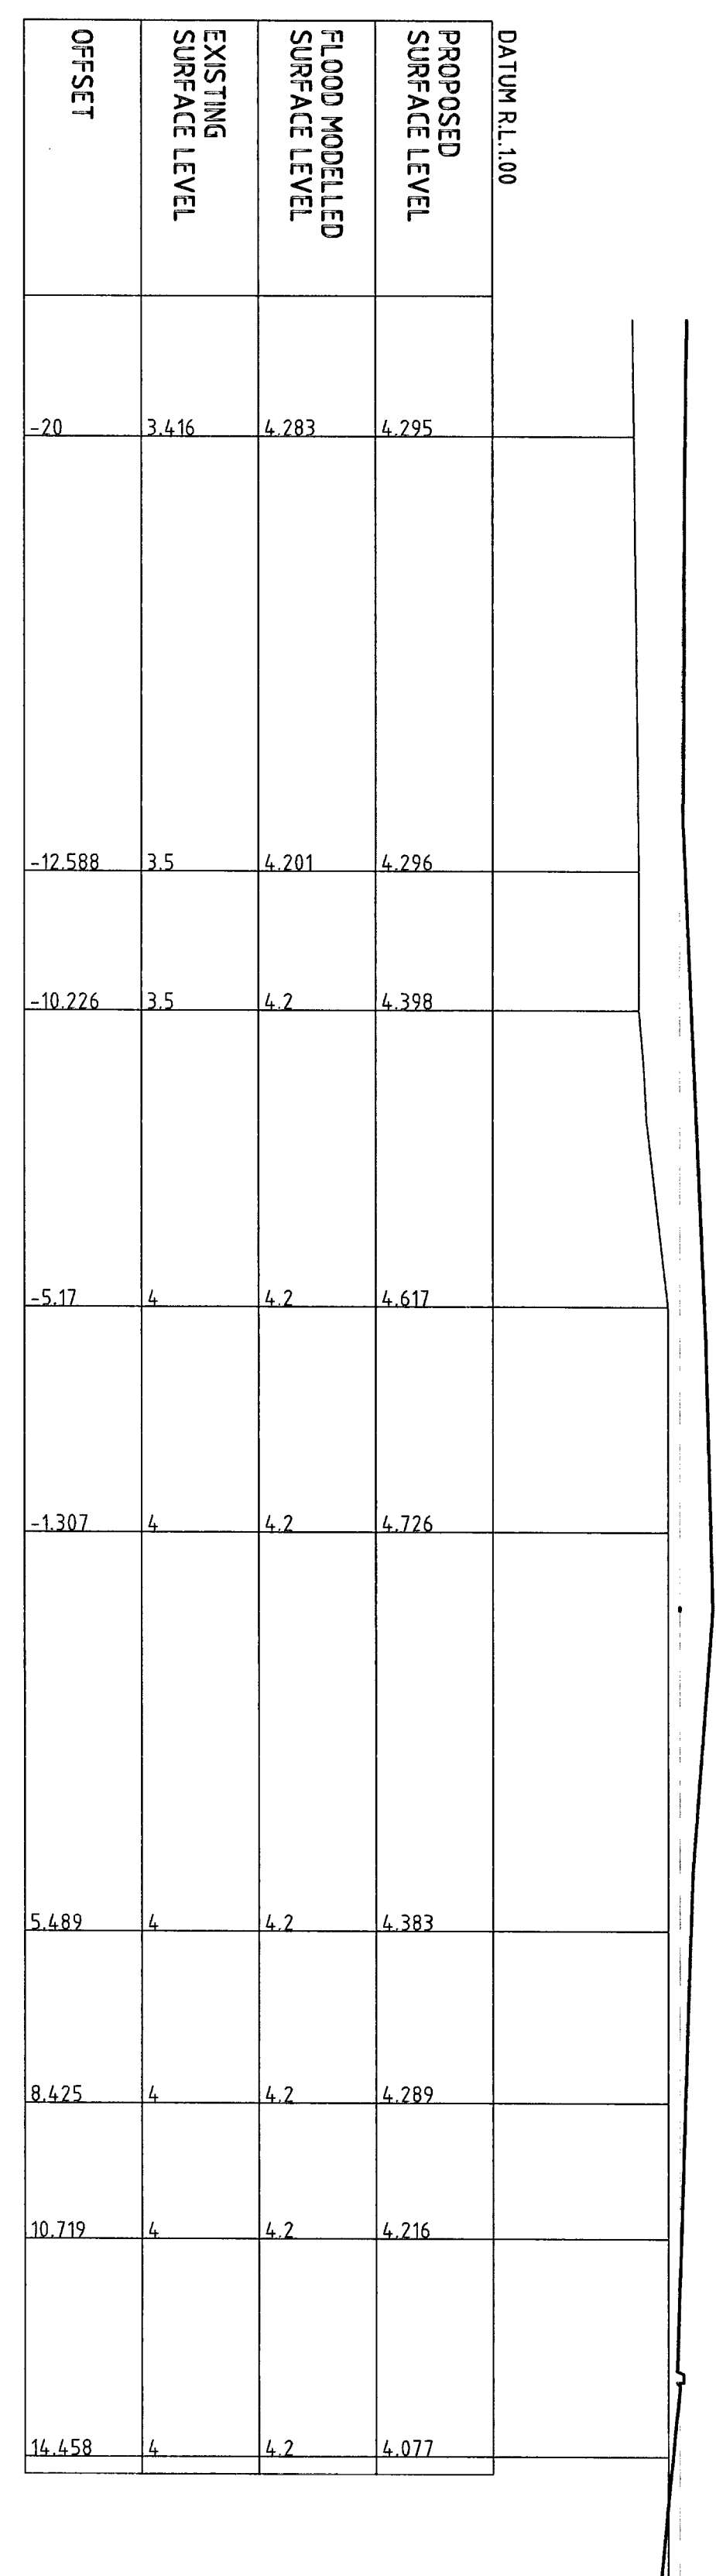 DATUM R.L.1.00
PROPOSED
SURFACE LEVEL
FLOOD MODELLED
SURFACE LEVEL
EXISTING
SURFACE LEVEL
OFFSET
-20 3.416 4.283 4.295
-12.588 3.5 4.201 4.296
-10.226 3.5 4.2 4.398
-5.17 4 4.2 4.617
-1.307 4 4.2 4.726
5.489 4 4.2 4.383
8.425 4 4.2 4.289
10.719 4 4.2 4.216
14.458 4 4.2 4.077